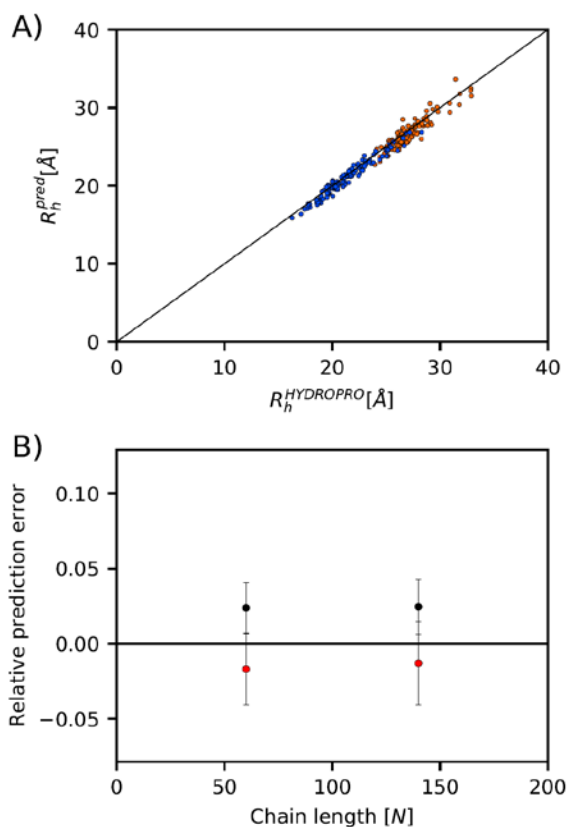 A)
40
30
20
10
0
R_h^{pred}[Å]
0 10 20 30 40
R_h^{HYDROPRO}[Å]
B)
0.10
0.05
0.00
−0.05
Relative prediction error
0 50 100 150 200
Chain length [N]